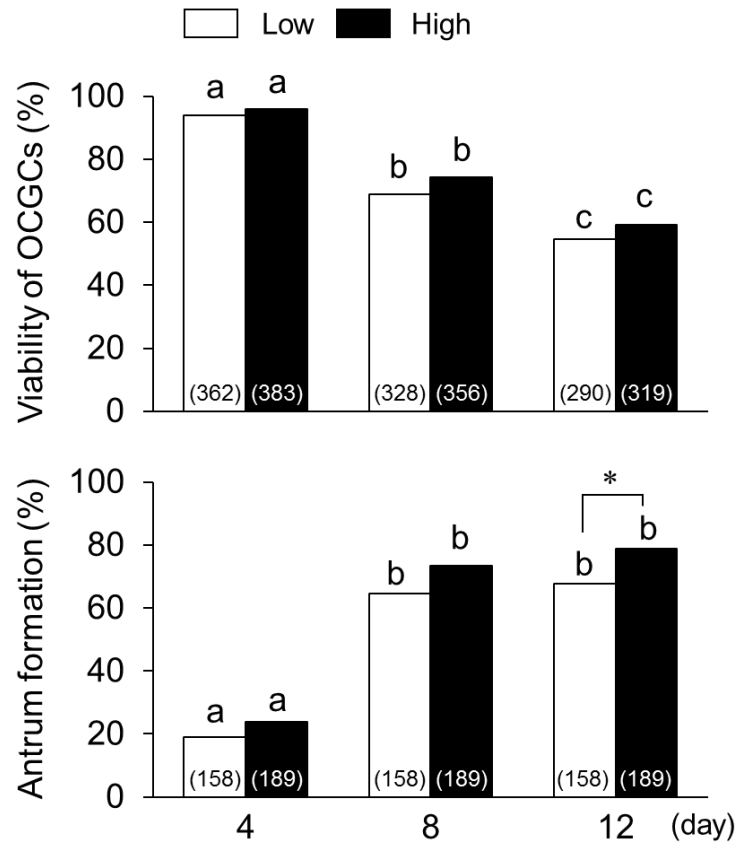 Low High
Viability of OCGCs (%)
100
80
60
40
20
0
a a
b b
c c
(362) (383) (328) (356) (290) (319)
Antrum formation (%)
100
80
60
40
20
0
a a
b b
b b
*
(158) (189) (158) (189) (158) (189)
4 8 12 (day)